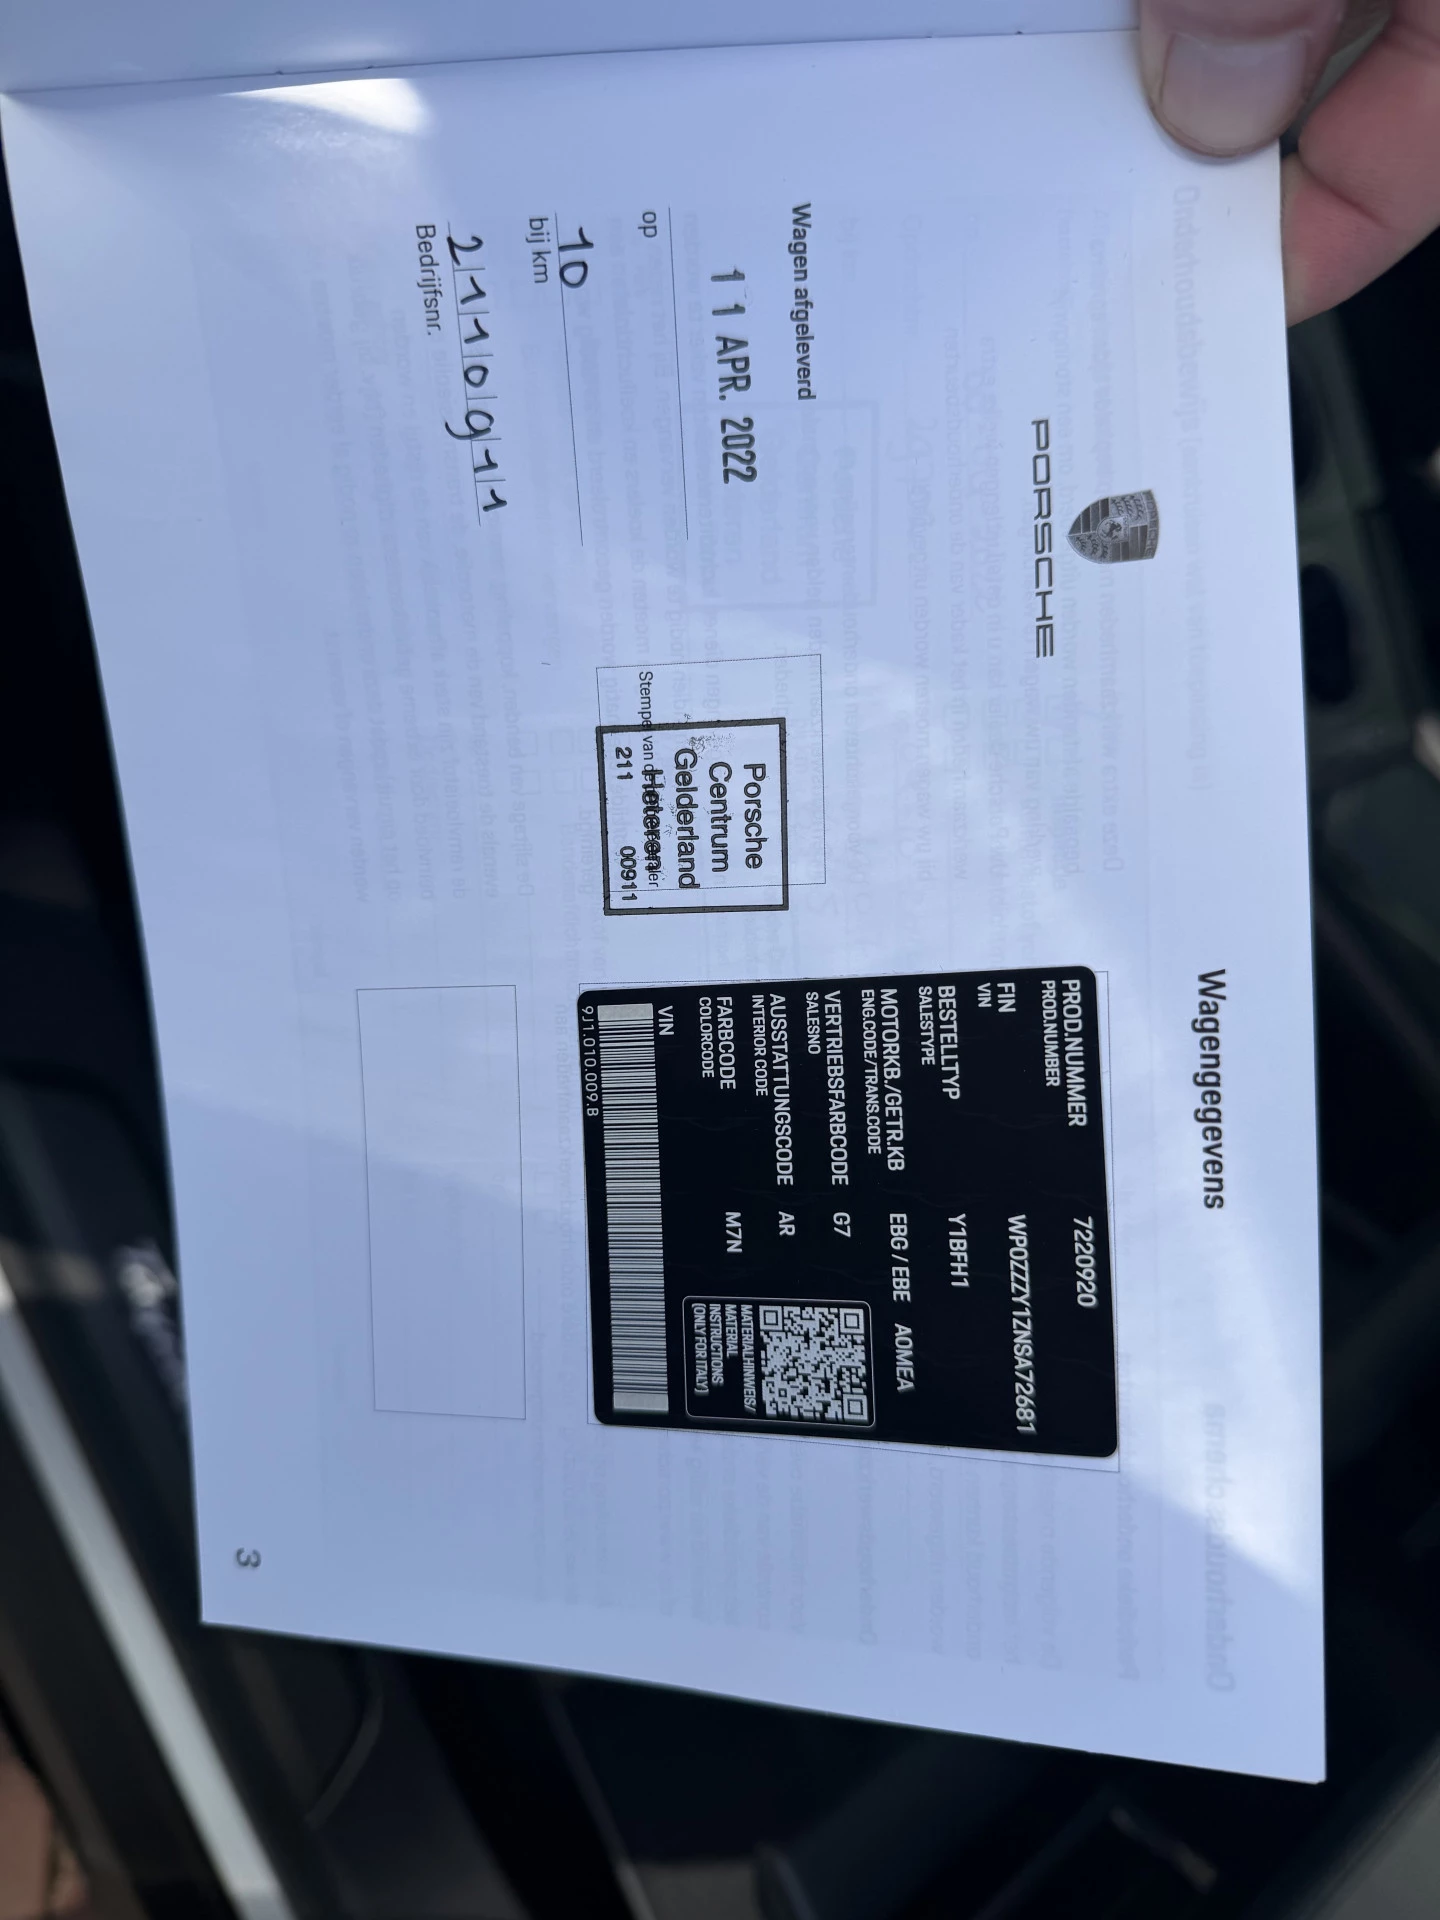 Wagengegevens
PORSCHE
Wagen afgeleverd
11 APR. 2022
op
10
bij km
2110911
Bedrijfsnr.
Porsche
Centrum
Gelderland
Heteren
211 00911
Stempel van de
PROD.NUMMER 7220920
PROD.NUMBER
FIN WP0ZZZY1ZNSA72681
VIN
BESTELLTYP Y1BFH1
SALESTYPE
MOTORKB./GETR.KB EBG / EBE A0MEA
ENG.CODE/TRANS.CODE
VERTRIEBSFARBCODE G7
SALESNO
AUSSTATTUNGSCODE AR
INTERIOR CODE
FARBCODE M7N
COLORCODE
MATERIALHINWEIS/
MATERIAL
INSTRUCTIONS
(ONLY FOR ITALY)
VIN
9J1.010.009.B
3